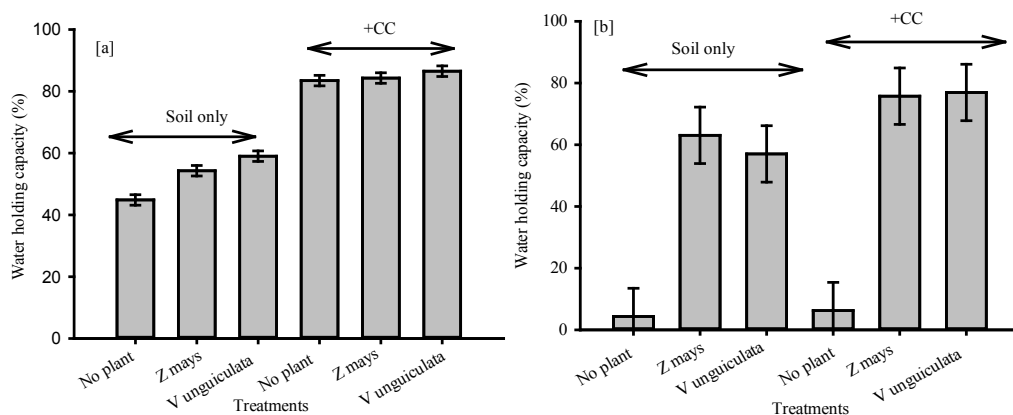 [a]
+CC
Soil only
Water holding capacity (%)
100
80
60
40
20
0
No plant
Z mays
V unguiculata
No plant
Z mays
V unguiculata
Treatments
[b]
+CC
Soil only
Water holding capacity (%)
100
80
60
40
20
0
No plant
Z mays
V unguiculata
No plant
Z mays
V unguiculata
Treatments